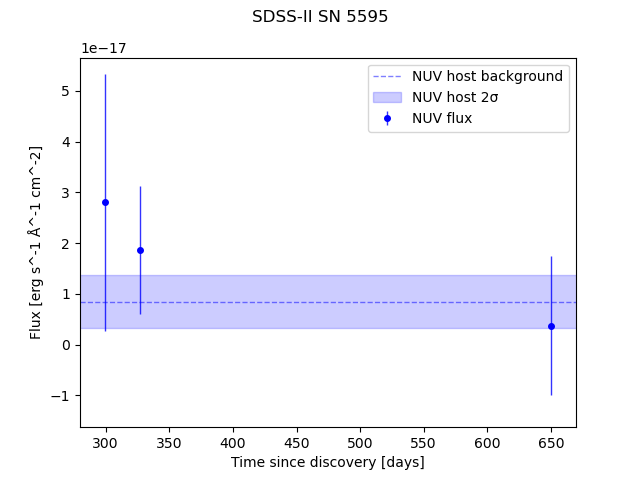 SDSS-II SN 5595
1e−17
NUV host background
NUV host 2σ
NUV flux
5
4
3
2
1
0
−1
Flux [erg s^-1 Å^-1 cm^-2]
300 350 400 450 500 550 600 650
Time since discovery [days]